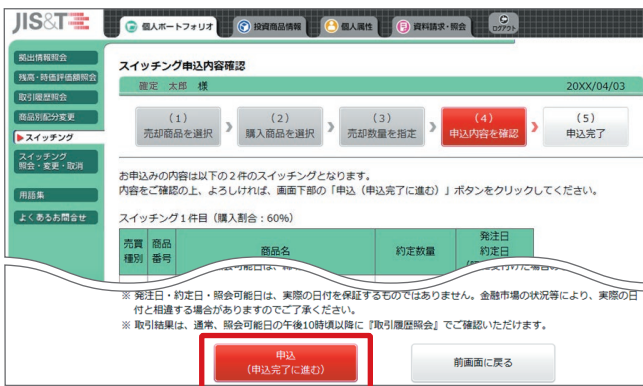 JIS&T
個人ポートフォリオ
投資商品情報
個人属性
資料請求・照会
ログアウト
拠出情報照会
残高・時価評価額照会
取引履歴照会
商品別配分変更
スイッチング
スイッチング
照会・変更・取消
用語集
よくあるお問合せ
スイッチング申込内容確認
確定 太郎 様
20XX/04/03
(1)
売却商品を選択
(2)
購入商品を選択
(3)
売却数量を指定
(4)
申込内容を確認
(5)
申込完了
お申込みの内容は以下の2件のスイッチングとなります。
内容をご確認の上、よろしければ、画面下部の「申込(申込完了に進む)」ボタンをクリックしてください。
スイッチング1件目(購入割合:60%)
売買
種別
商品
番号
商品名
約定数量
発注日
約定日
※ 発注日・約定日・照会可能日は、実際の日付を保証するものではありません。金融市場の状況等により、実際の日
付と相違する場合がありますのでご了承ください。
※ 取引結果は、通常、照会可能日の午後10時頃以降に『取引履歴照会』でご確認いただけます。
申込
(申込完了に進む)
前画面に戻る